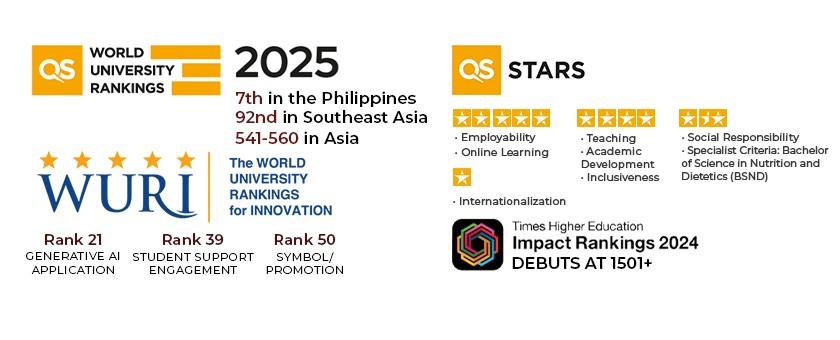 QS WORLD UNIVERSITY RANKINGS 2025
7th in the Philippines
92nd in Southeast Asia
541-560 in Asia
WURI
The WORLD
UNIVERSITY
RANKINGS
for INNOVATION
Rank 21
GENERATIVE AI
APPLICATION
Rank 39
STUDENT SUPPORT
ENGAGEMENT
Rank 50
SYMBOL/
PROMOTION
QS STARS
· Employability
· Online Learning
· Teaching
· Academic
Development
· Inclusiveness
· Social Responsibility
· Specialist Criteria: Bachelor
of Science in Nutrition and
Dietetics (BSND)
· Internationalization
Times Higher Education
Impact Rankings 2024
DEBUTS AT 1501+